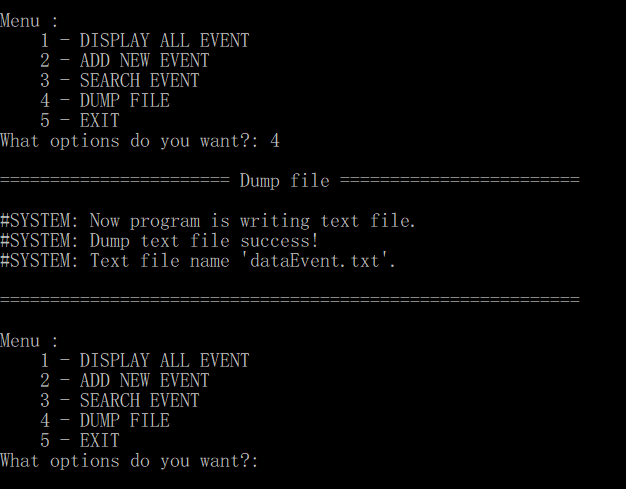 Menu :
1 - DISPLAY ALL EVENT
2 - ADD NEW EVENT
3 - SEARCH EVENT
4 - DUMP FILE
5 - EXIT
What options do you want?: 4
======================= Dump file ========================
#SYSTEM: Now program is writing text file.
#SYSTEM: Dump text file success!
#SYSTEM: Text file name 'dataEvent.txt'.
==========================================================
Menu :
1 - DISPLAY ALL EVENT
2 - ADD NEW EVENT
3 - SEARCH EVENT
4 - DUMP FILE
5 - EXIT
What options do you want?: